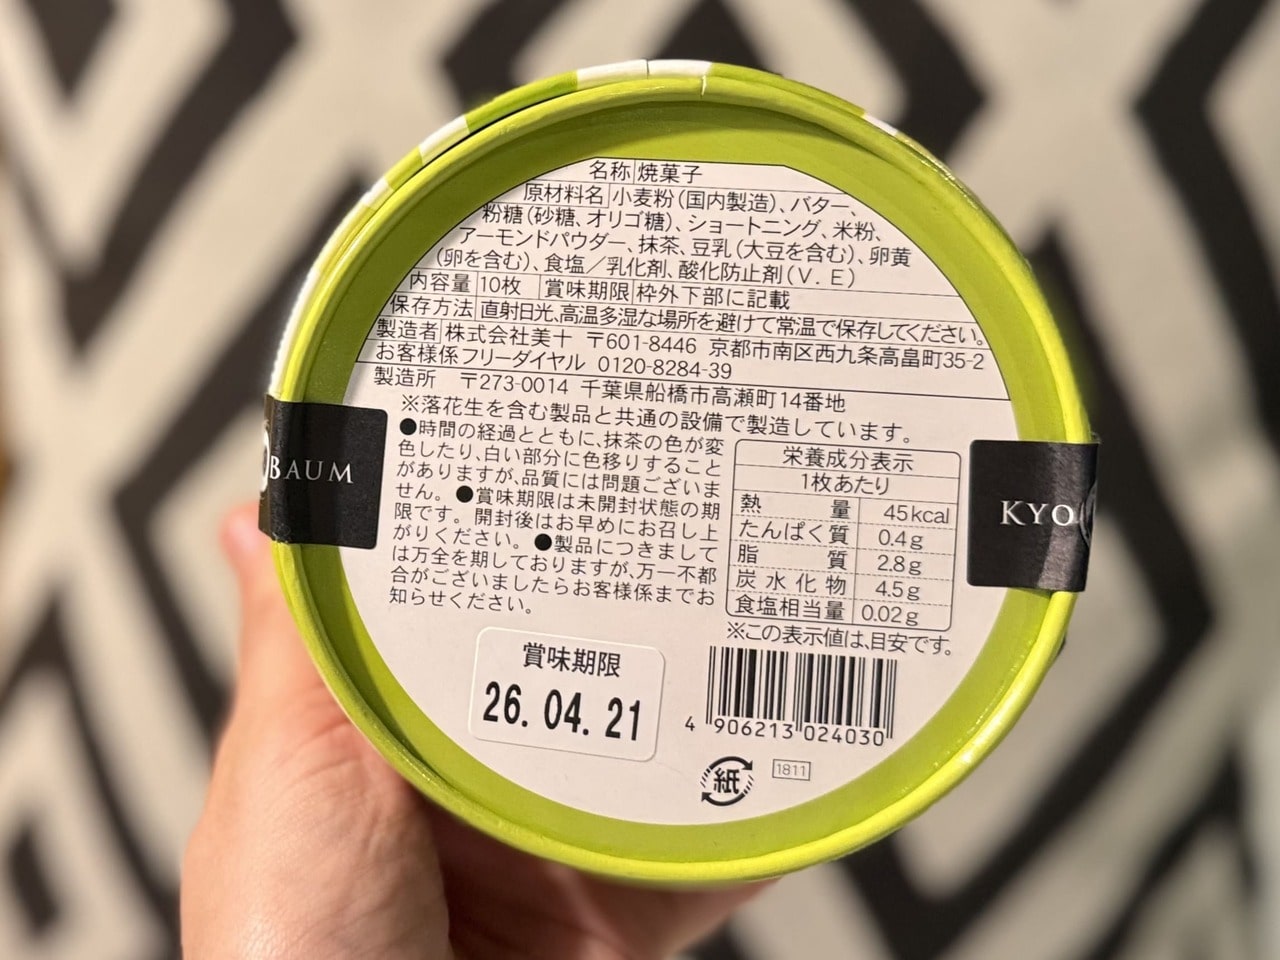 名称 焼菓子
原材料名 小麦粉(国内製造)、バター、
粉糖(砂糖、オリゴ糖)、ショートニング、米粉、
アーモンドパウダー、抹茶、豆乳(大豆を含む)、卵黄
(卵を含む)、食塩/乳化剤、酸化防止剤(V.E)
内容量 10枚 賞味期限 枠外下部に記載
保存方法 直射日光、高温多湿な場所を避けて常温で保存してください。
製造者 株式会社美十 〒601-8446 京都市南区西九条高畠町35-2
お客様係フリーダイヤル 0120-8284-39
製造所 〒273-0014 千葉県船橋市高瀬町14番地
※落花生を含む製品と共通の設備で製造しています。
●時間の経過とともに、抹茶の色が変
色したり、白い部分に色移りすること
がありますが、品質には問題ございま
せん。●賞味期限は未開封状態の期
限です。開封後はお早めにお召し上
がりください。●製品につきまして
は万全を期しておりますが、万一不都
合がございましたらお客様係までお
知らせください。
栄養成分表示
1枚あたり
熱量 45kcal
たんぱく質 0.4g
脂質 2.8g
炭水化物 4.5g
食塩相当量 0.02g
※この表示値は、目安です。
賞味期限
26.04.21
4 906213 024030
紙
1811
BAUM
KYO